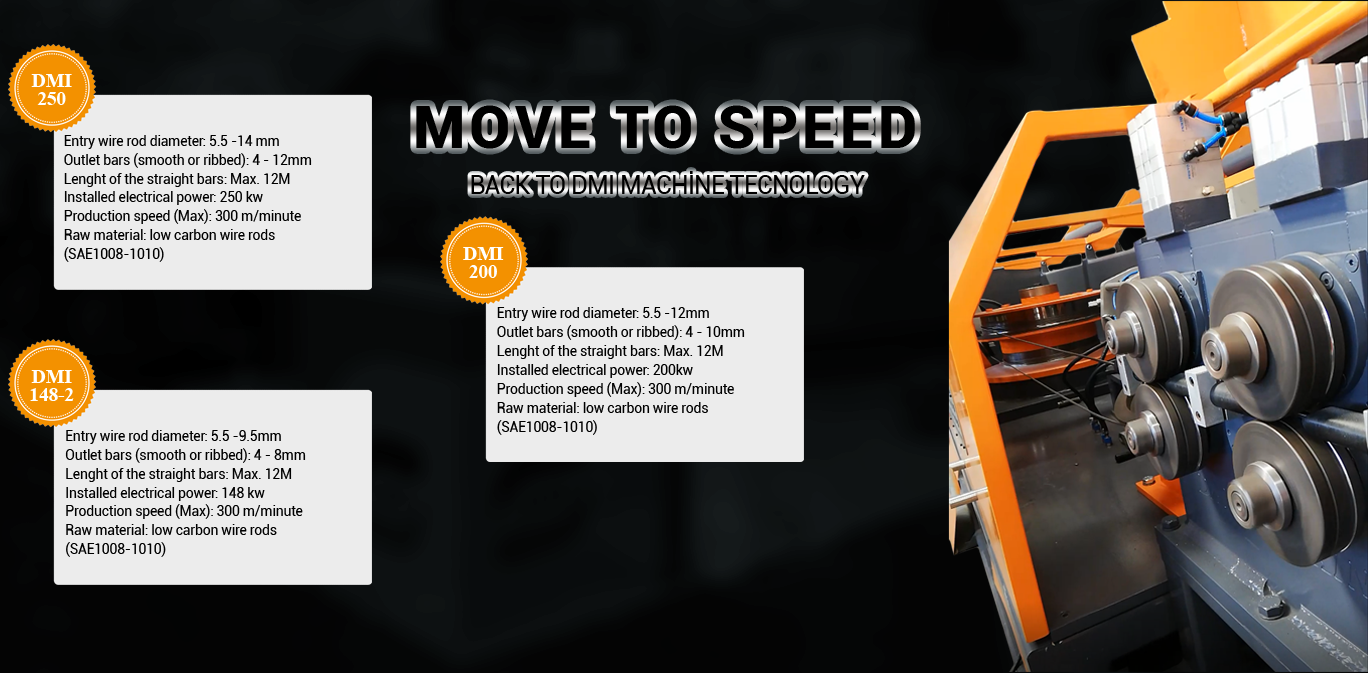 MOVE TO SPEED
BACK TO DMI MACHİNE TECNOLOGY
DMI
250
Entry wire rod diameter: 5.5 -14 mm
Outlet bars (smooth or ribbed): 4 - 12mm
Lenght of the straight bars: Max. 12M
Installed electrical power: 250 kw
Production speed (Max): 300 m/minute
Raw material: low carbon wire rods
(SAE1008-1010)
DMI
200
Entry wire rod diameter: 5.5 -12mm
Outlet bars (smooth or ribbed): 4 - 10mm
Lenght of the straight bars: Max. 12M
Installed electrical power: 200kw
Production speed (Max): 300 m/minute
Raw material: low carbon wire rods
(SAE1008-1010)
DMI
148-2
Entry wire rod diameter: 5.5 -9.5mm
Outlet bars (smooth or ribbed): 4 - 8mm
Lenght of the straight bars: Max. 12M
Installed electrical power: 148 kw
Production speed (Max): 300 m/minute
Raw material: low carbon wire rods
(SAE1008-1010)